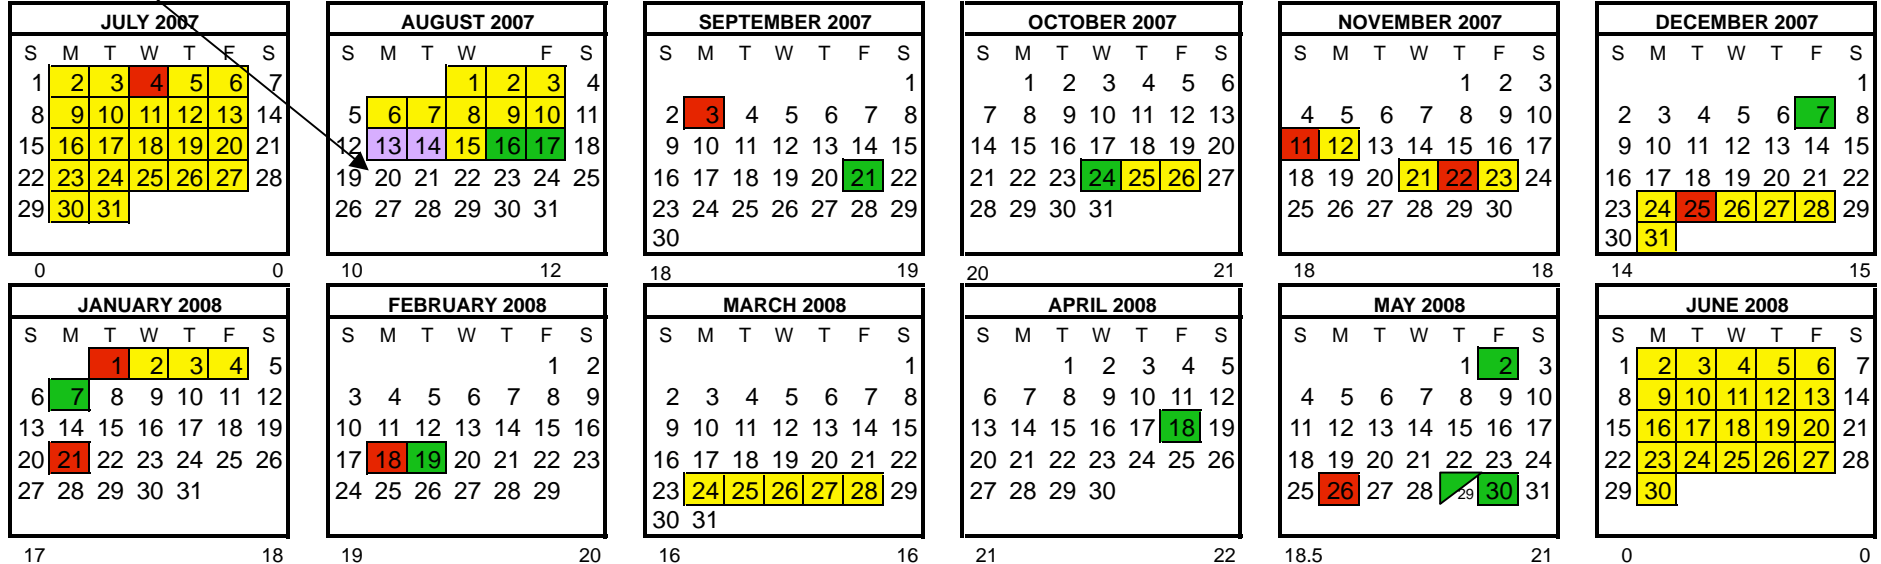 JULY 2007
S M T W T F S
1 2 3 4 5 6 7
8 9 10 11 12 13 14
15 16 17 18 19 20 21
22 23 24 25 26 27 28
29 30 31
0 0
AUGUST 2007
S M T W F S
1 2 3 4
5 6 7 8 9 10 11
12 13 14 15 16 17 18
19 20 21 22 23 24 25
26 27 28 29 30 31
10 12
SEPTEMBER 2007
S M T W T F S
1
2 3 4 5 6 7 8
9 10 11 12 13 14 15
16 17 18 19 20 21 22
23 24 25 26 27 28 29
30
18 19
OCTOBER 2007
S M T W T F S
1 2 3 4 5 6
7 8 9 10 11 12 13
14 15 16 17 18 19 20
21 22 23 24 25 26 27
28 29 30 31
20 21
NOVEMBER 2007
S M T W T F S
1 2 3
4 5 6 7 8 9 10
11 12 13 14 15 16 17
18 19 20 21 22 23 24
25 26 27 28 29 30
18 18
DECEMBER 2007
S M T W T F S
1
2 3 4 5 6 7 8
9 10 11 12 13 14 15
16 17 18 19 20 21 22
23 24 25 26 27 28 29
30 31
14 15
JANUARY 2008
S M T W T F S
1 2 3 4 5
6 7 8 9 10 11 12
13 14 15 16 17 18 19
20 21 22 23 24 25 26
27 28 29 30 31
17 18
FEBRUARY 2008
S M T W T F S
1 2
3 4 5 6 7 8 9
10 11 12 13 14 15 16
17 18 19 20 21 22 23
24 25 26 27 28 29
19 20
MARCH 2008
S M T W T F S
1
2 3 4 5 6 7 8
9 10 11 12 13 14 15
16 17 18 19 20 21 22
23 24 25 26 27 28 29
30 31
16 16
APRIL 2008
S M T W T F S
1 2 3 4 5
6 7 8 9 10 11 12
13 14 15 16 17 18 19
20 21 22 23 24 25 26
27 28 29 30
21 22
MAY 2008
S M T W T F S
1 2 3
4 5 6 7 8 9 10
11 12 13 14 15 16 17
18 19 20 21 22 23 24
25 26 27 28 29 30 31
18.5 21
JUNE 2008
S M T W T F S
1 2 3 4 5 6 7
8 9 10 11 12 13 14
15 16 17 18 19 20 21
22 23 24 25 26 27 28
29 30
0 0